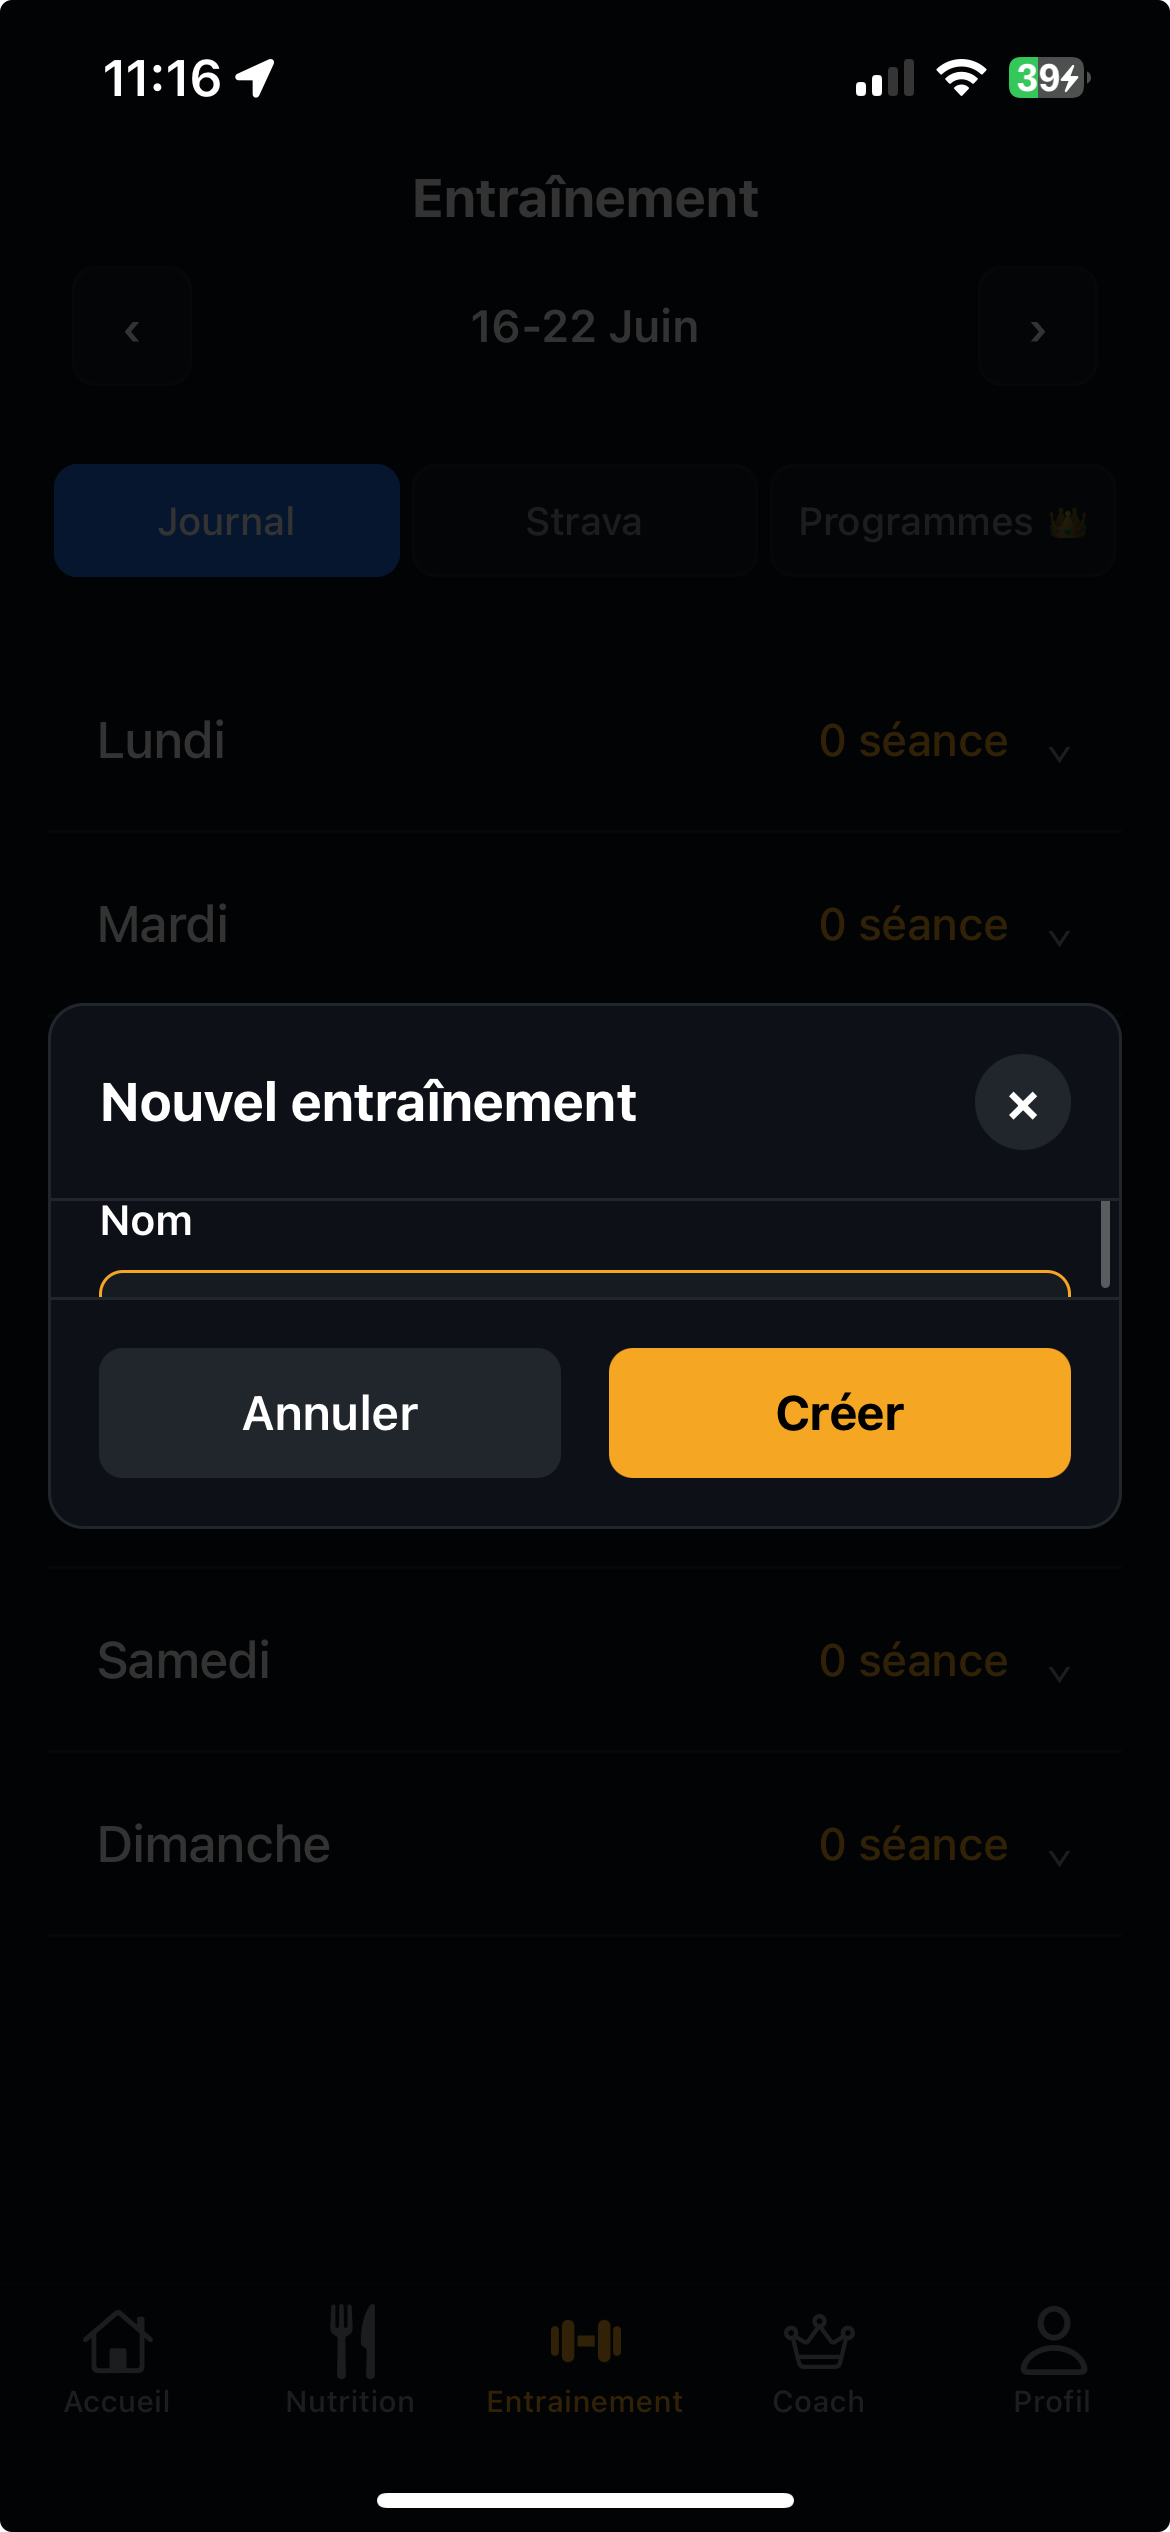 11:16
39
Entraînement
‹ 16-22 Juin ›
Journal Strava Programmes 👑
Lundi 0 séance
Mardi 0 séance
Nouvel entraînement ×
Nom
Annuler Créer
Samedi 0 séance
Dimanche 0 séance
Accueil Nutrition Entrainement Coach Profil